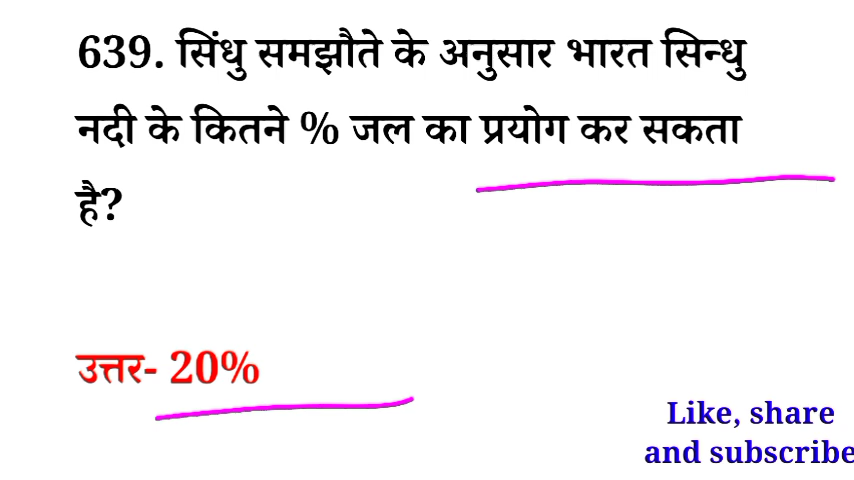 639. सिंधु समझौते के अनुसार भारत सिन्धु
नदी के कितने % जल का प्रयोग कर सकता
है?
उत्तर- 20%
Like, share
and subscribe